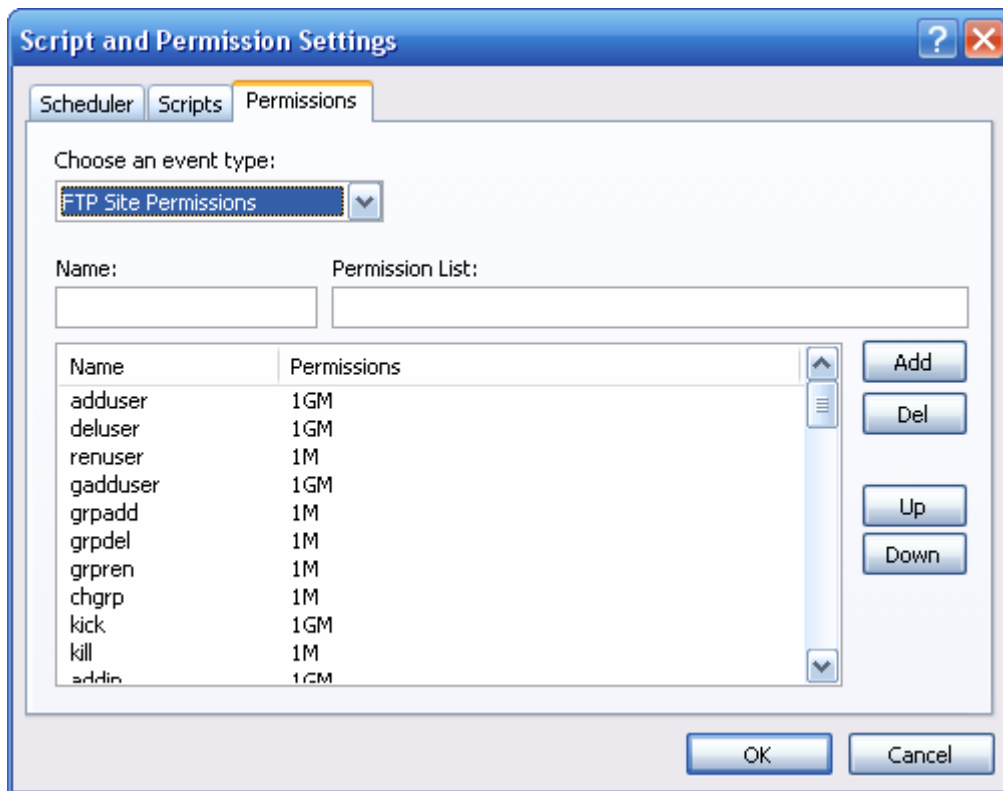 Script and Permission Settings
Scheduler Scripts Permissions
Choose an event type:
FTP Site Permissions
Name: Permission List:
Name Permissions Add
adduser 1GM
deluser 1GM Del
renuser 1M
gadduser 1GM
grpadd 1M Up
grpdel 1M
grpren 1M Down
chgrp 1M
kick 1GM
kill 1M
addip 1GM
OK Cancel